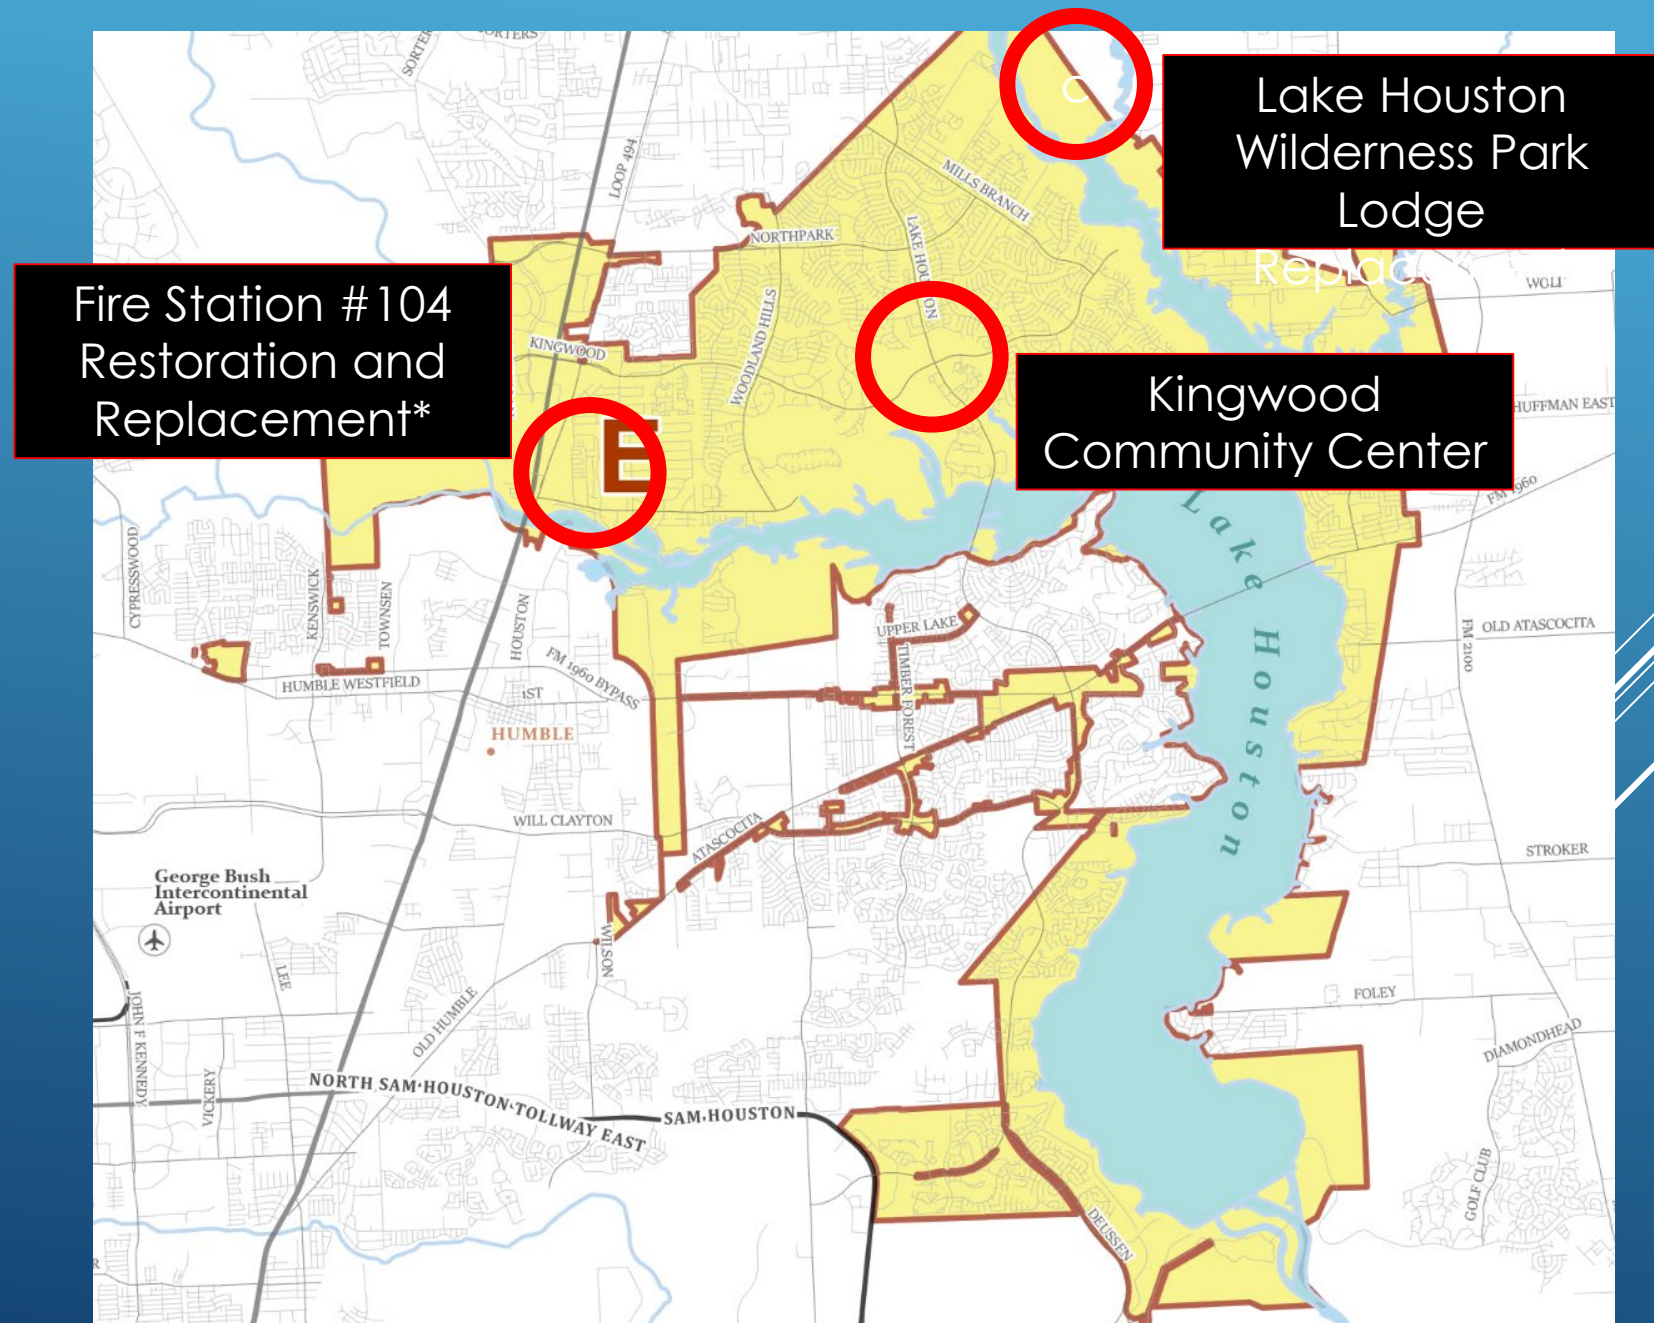 SORTERS
LOOP 494
C
Lake Houston
Wilderness Park
Lodge
MILLS BRANCH
NORTHPARK
WOLF
Fire Station #104
Restoration and
Replacement*
KINGWOOD
WOODLAND HILLS
Kingwood
Community Center
HUFFMAN EAST
E
FM 1960
Lake Houston
CYPRESSWOOD
KENSWICK
TOWNSEN
HOUSTON
UPPER LAKE
TIMBER FOREST
FM 2100
OLD ATASCOCITA
HUMBLE WESTFIELD
FM 1960 BYPASS
1ST
HUMBLE
WILL CLAYTON
ATASCOCITA
STROKER
George Bush
Intercontinental
Airport
WILSON
LEE
FOLEY
JOHN F KENNEDY
OLD HUMBLE
DIAMONDHEAD
VICKERY
NORTH SAM HOUSTON TOLLWAY EAST
SAM HOUSTON
GOLF CLUB
DEUSSEN